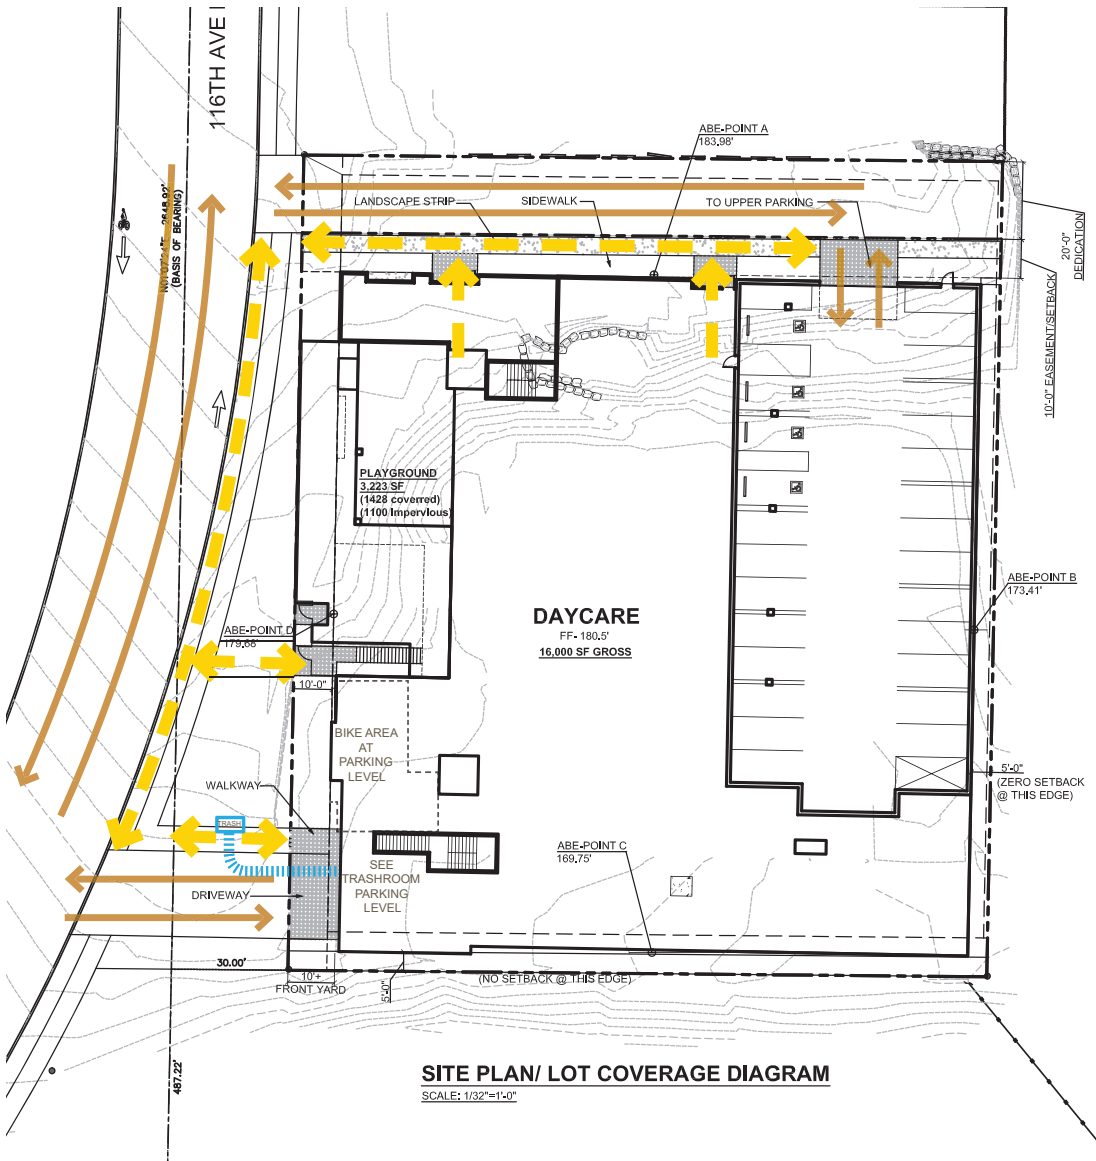 116TH AVE
(BASIS OF BEARING)
ABE-POINT A
183.98'
LANDSCAPE STRIP
SIDEWALK
TO UPPER PARKING
20'-0"
DEDICATION
10'-0" EASEMENT/SETBACK
PLAYGROUND
3,223 SF
(1428 coverred)
(1100 Impervious)
ABE-POINT B
173.41'
DAYCARE
FF- 180.5'
16,000 SF GROSS
ABE-POINT D
179.68'
10'-0"
BIKE AREA
AT
PARKING
LEVEL
WALKWAY
TRASH
5'-0"
(ZERO SETBACK
@ THIS EDGE)
ABE-POINT C
169.75'
SEE
TRASHROOM
PARKING
LEVEL
DRIVEWAY
30.00'
10'+
FRONT YARD
5'-0"
(NO SETBACK @ THIS EDGE)
487.22'
SITE PLAN/ LOT COVERAGE DIAGRAM
SCALE: 1/32"=1'-0"